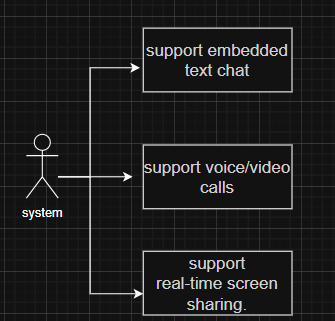 support embedded
text chat
support voice/video
calls
system
support
real-time screen
sharing.